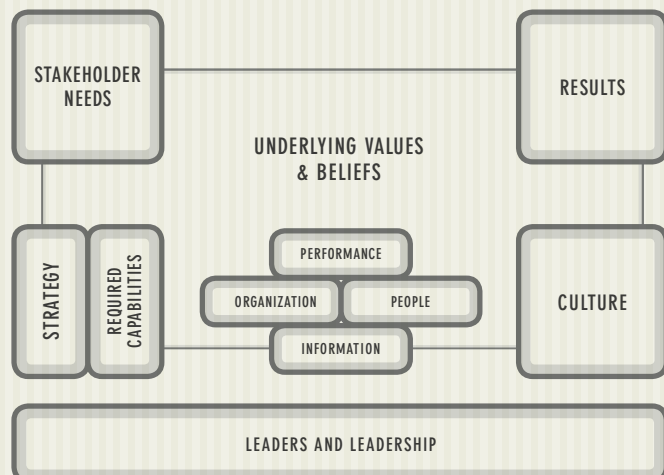 STAKEHOLDER
NEEDS
RESULTS
UNDERLYING VALUES
& BELIEFS
STRATEGY
REQUIRED
CAPABILITIES
PERFORMANCE
ORGANIZATION
PEOPLE
INFORMATION
CULTURE
LEADERS AND LEADERSHIP